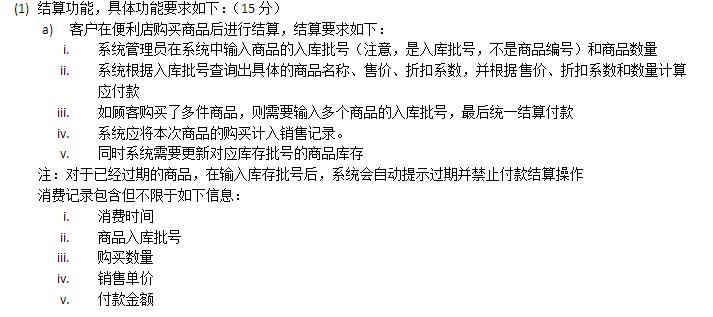 (1) 结算功能，具体功能要求如下：（15 分）
a) 客户在便利店购买商品后进行结算，结算要求如下：
i. 系统管理员在系统中输入商品的入库批号（注意，是入库批号，不是商品编号）和商品数量
ii. 系统根据入库批号查询出具体的商品名称、售价、折扣系数，并根据售价、折扣系数和数量计算
应付款
iii. 如顾客购买了多件商品，则需要输入多个商品的入库批号，最后统一结算付款
iv. 系统应将本次商品的购买计入销售记录。
v. 同时系统需要更新对应库存批号的商品库存
注：对于已经过期的商品，在输入库存批号后，系统会自动提示过期并禁止付款结算操作
消费记录包含但不限于如下信息：
i. 消费时间
ii. 商品入库批号
iii. 购买数量
iv. 销售单价
v. 付款金额